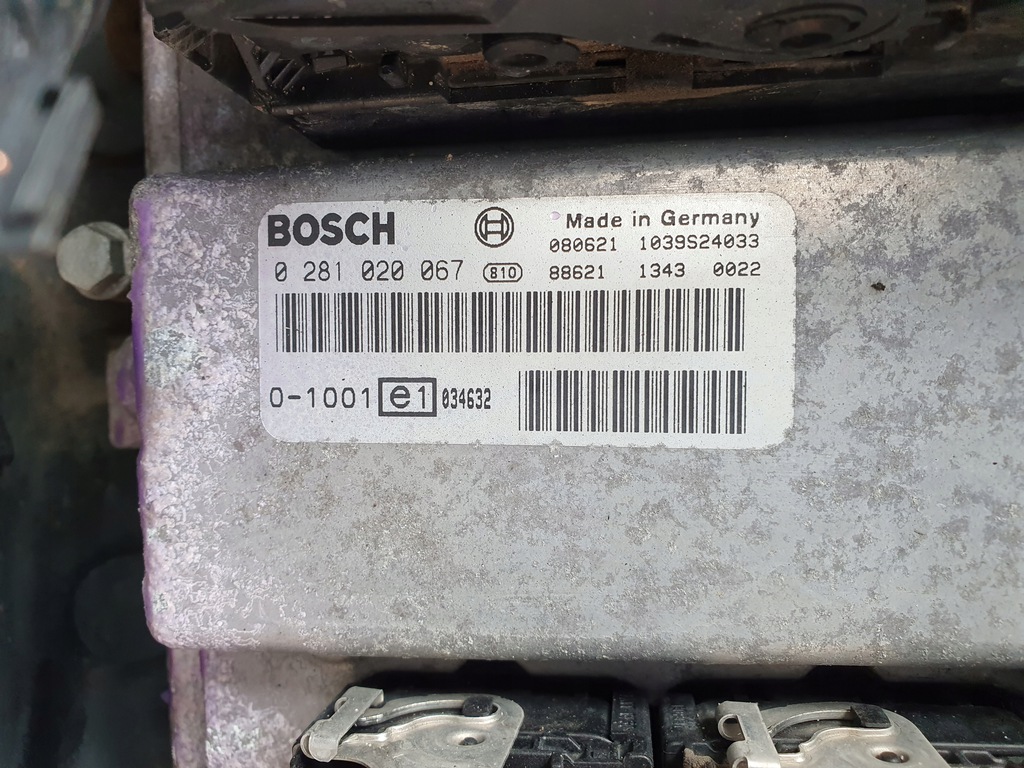 BOSCH
Made in Germany
080621 1039S24033
0 281 020 067 810 88621 1343 0022
0-1001 e1 034632